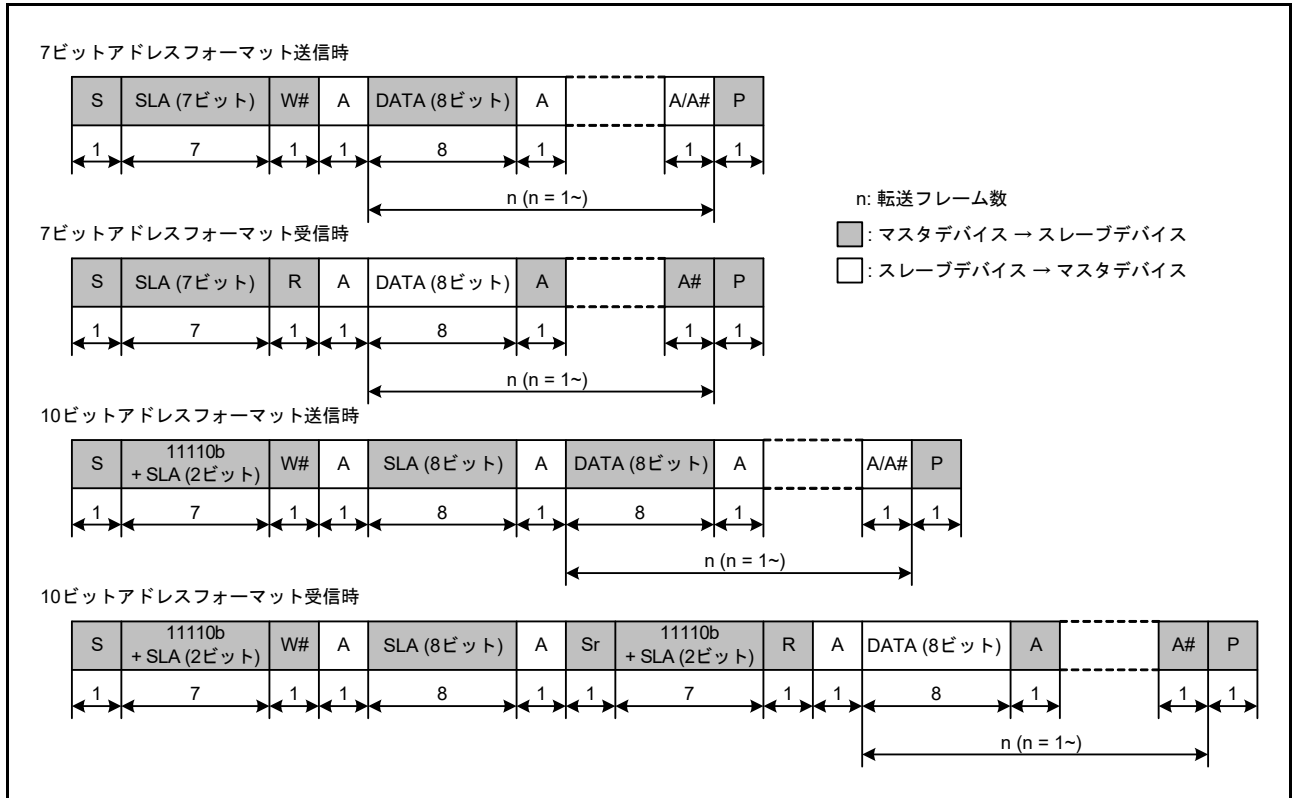 7ビットアドレスフォーマット送信時
S SLA (7ビット) W# A DATA (8ビット) A A/A# P
1 7 1 1 8 1 1 1
n (n = 1~)
n: 転送フレーム数
: マスタデバイス → スレーブデバイス
: スレーブデバイス → マスタデバイス
7ビットアドレスフォーマット受信時
S SLA (7ビット) R A DATA (8ビット) A A# P
1 7 1 1 8 1 1 1
n (n = 1~)
10ビットアドレスフォーマット送信時
S 11110b + SLA (2ビット) W# A SLA (8ビット) A DATA (8ビット) A A/A# P
1 7 1 1 8 1 8 1 1 1
n (n = 1~)
10ビットアドレスフォーマット受信時
S 11110b + SLA (2ビット) W# A SLA (8ビット) A Sr 11110b + SLA (2ビット) R A DATA (8ビット) A A# P
1 7 1 1 8 1 1 7 1 1 8 1 1 1
n (n = 1~)